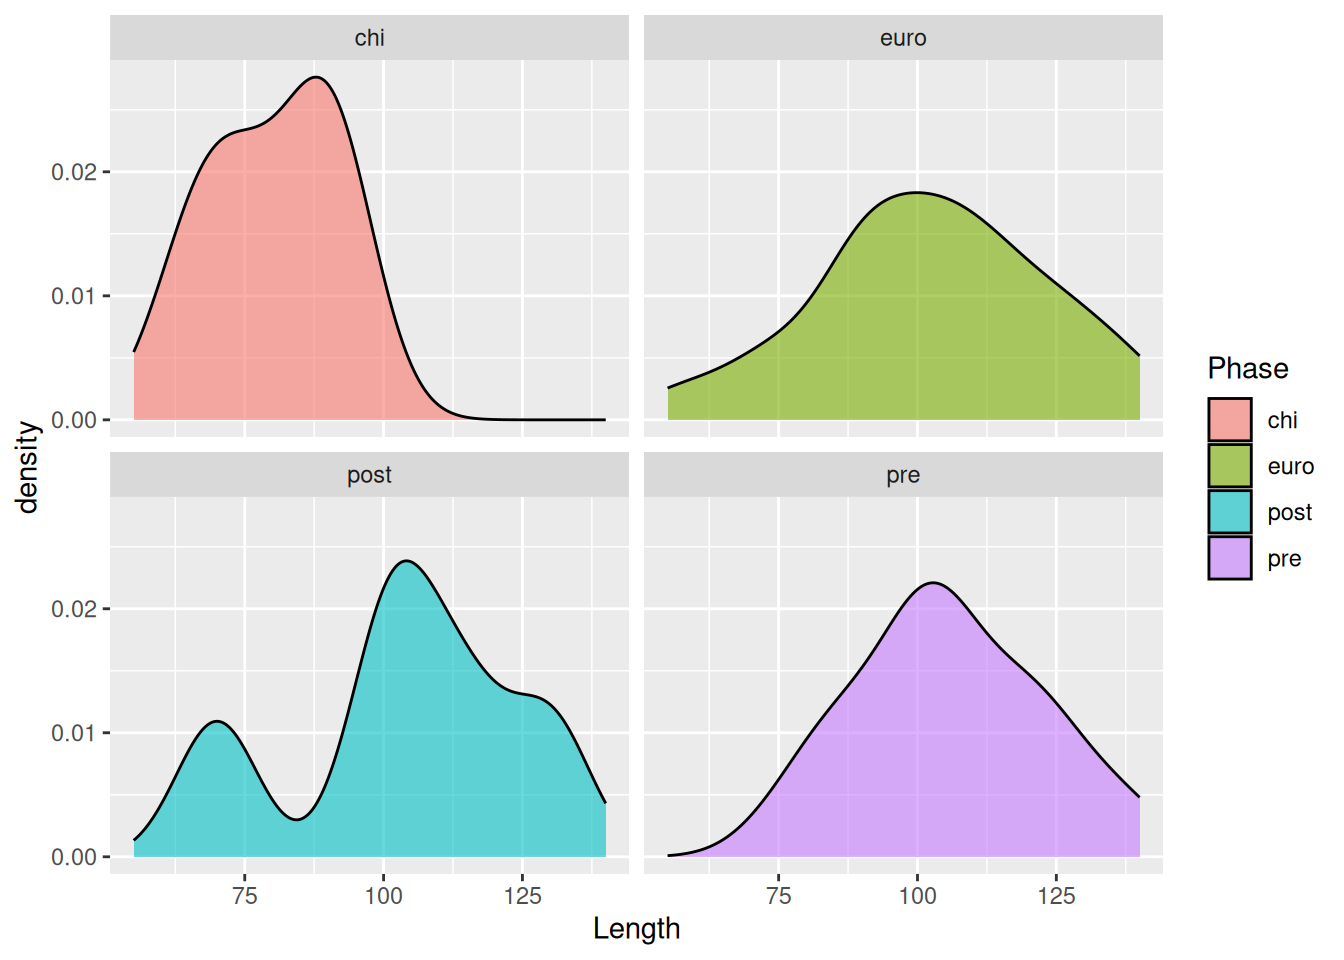 chi
euro
0.02
0.01
0.00
density
post
pre
0.02
0.01
0.00
75
100
125
75
100
125
Length
Phase
chi
euro
post
pre